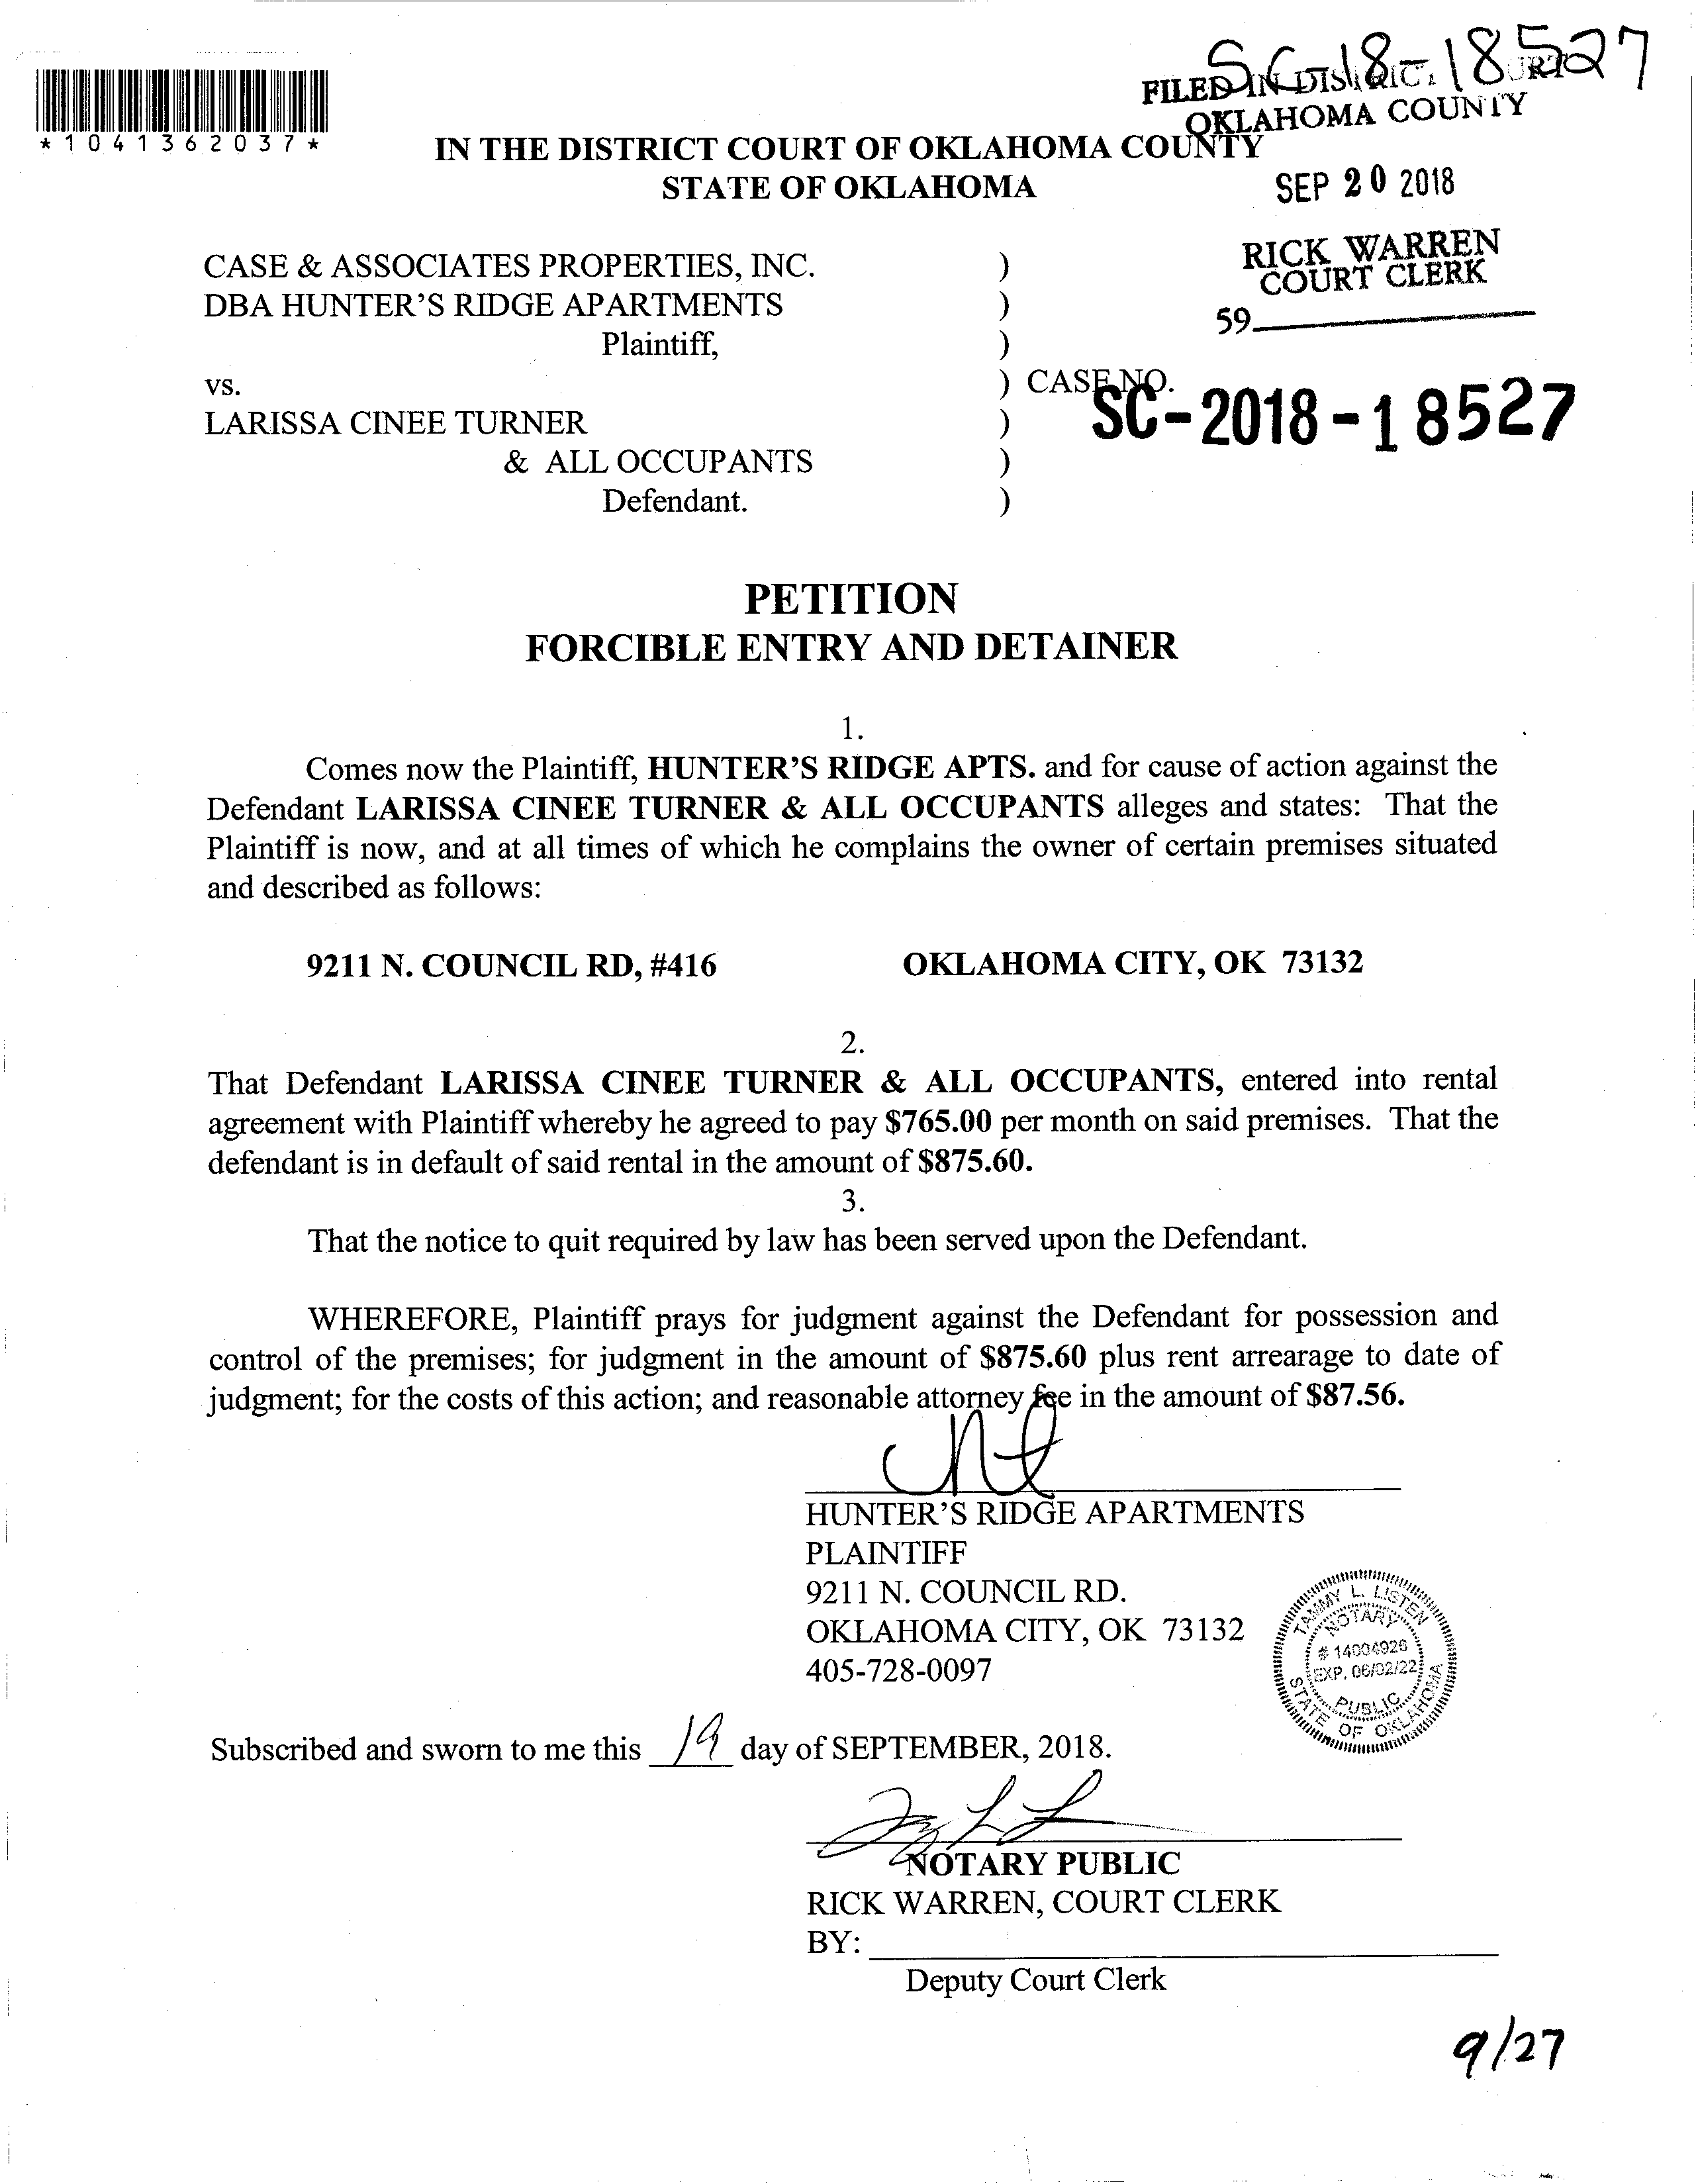 SC-18-18527
FILED IN DISTRICT COURT
OKLAHOMA COUNTY
*1041362037*
IN THE DISTRICT COURT OF OKLAHOMA COUNTY
STATE OF OKLAHOMA
SEP 20 2018
RICK WARREN
COURT CLERK
59
CASE & ASSOCIATES PROPERTIES, INC. )
DBA HUNTER'S RIDGE APARTMENTS )
Plaintiff, )
vs. ) CASE NO.
SC-2018-18527
LARISSA CINEE TURNER )
& ALL OCCUPANTS )
Defendant. )
PETITION
FORCIBLE ENTRY AND DETAINER
1.
Comes now the Plaintiff, HUNTER'S RIDGE APTS. and for cause of action against the
Defendant LARISSA CINEE TURNER & ALL OCCUPANTS alleges and states: That the
Plaintiff is now, and at all times of which he complains the owner of certain premises situated
and described as follows:
9211 N. COUNCIL RD, #416 OKLAHOMA CITY, OK 73132
2.
That Defendant LARISSA CINEE TURNER & ALL OCCUPANTS, entered into rental
agreement with Plaintiff whereby he agreed to pay $765.00 per month on said premises. That the
defendant is in default of said rental in the amount of $875.60.
3.
That the notice to quit required by law has been served upon the Defendant.
WHEREFORE, Plaintiff prays for judgment against the Defendant for possession and
control of the premises; for judgment in the amount of $875.60 plus rent arrearage to date of
judgment; for the costs of this action; and reasonable attorney fee in the amount of $87.56.
HUNTER'S RIDGE APARTMENTS
PLAINTIFF
9211 N. COUNCIL RD.
OKLAHOMA CITY, OK 73132
405-728-0097
TAMMY L. LISTEN
NOTARY
# 14004926
EXP. 06/02/22
PUBLIC
STATE OF OKLAHOMA
Subscribed and sworn to me this 19 day of SEPTEMBER, 2018.
NOTARY PUBLIC
RICK WARREN, COURT CLERK
BY:
Deputy Court Clerk
9/27